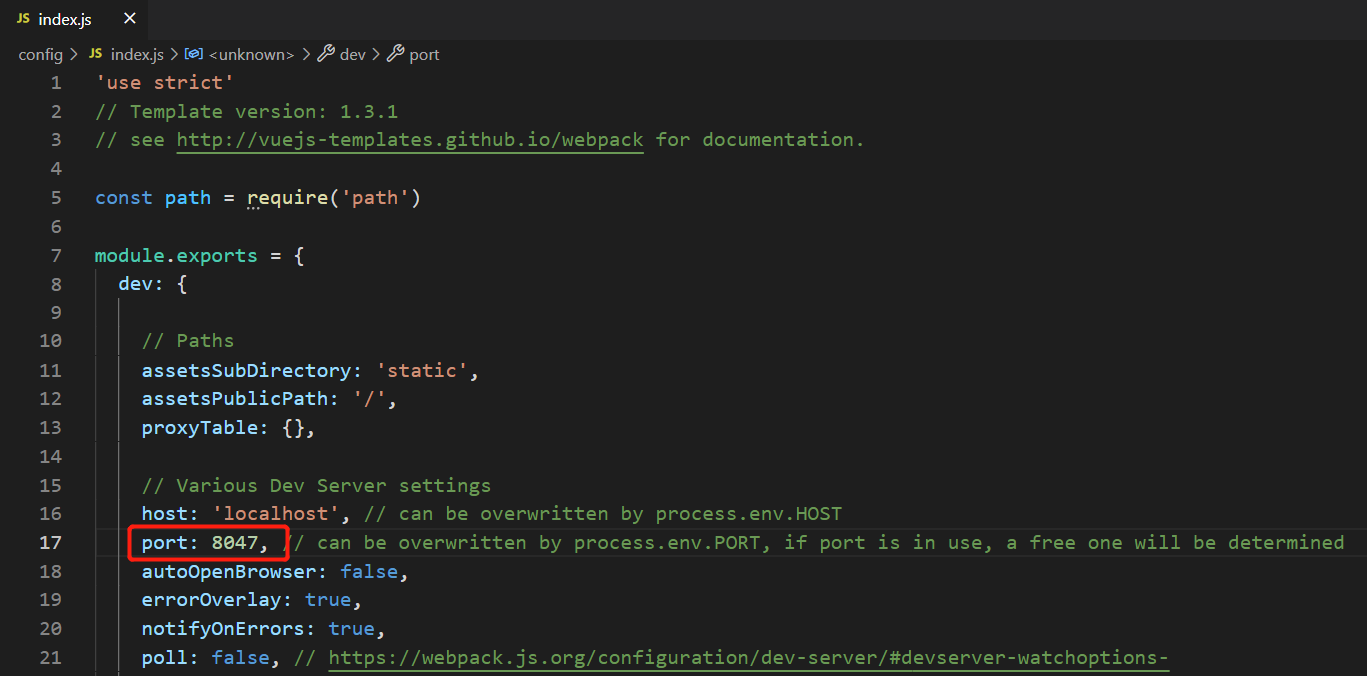 JS index.js ×
config > JS index.js > <unknown> > dev > port
1 'use strict'
2 // Template version: 1.3.1
3 // see http://vuejs-templates.github.io/webpack for documentation.
4
5 const path = require('path')
6
7 module.exports = {
8 dev: {
9
10 // Paths
11 assetsSubDirectory: 'static',
12 assetsPublicPath: '/',
13 proxyTable: {},
14
15 // Various Dev Server settings
16 host: 'localhost', // can be overwritten by process.env.HOST
17 port: 8047, // can be overwritten by process.env.PORT, if port is in use, a free one will be determined
18 autoOpenBrowser: false,
19 errorOverlay: true,
20 notifyOnErrors: true,
21 poll: false, // https://webpack.js.org/configuration/dev-server/#devserver-watchoptions-